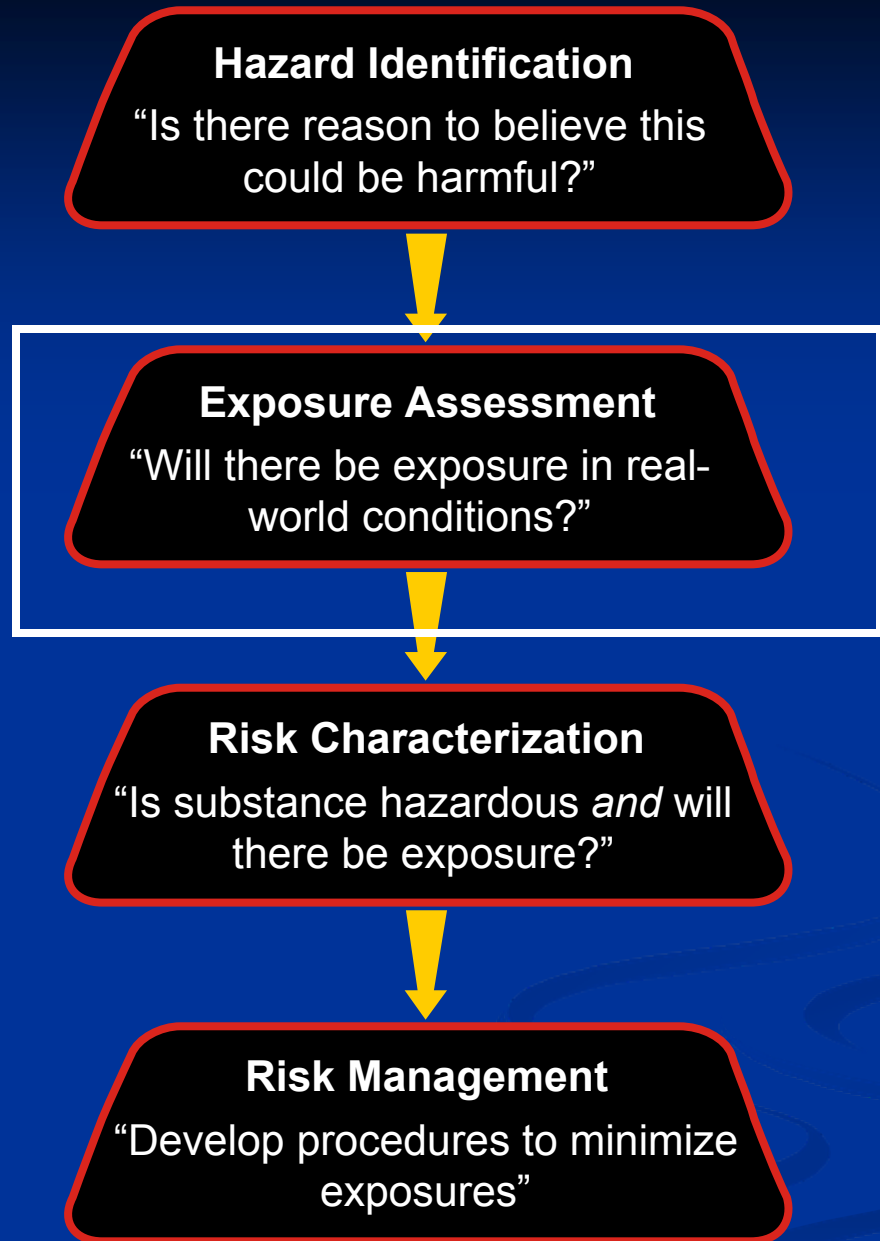 Hazard Identification
“Is there reason to believe this
could be harmful?”
Exposure Assessment
“Will there be exposure in real-
world conditions?”
Risk Characterization
“Is substance hazardous and will
there be exposure?”
Risk Management
“Develop procedures to minimize
exposures”